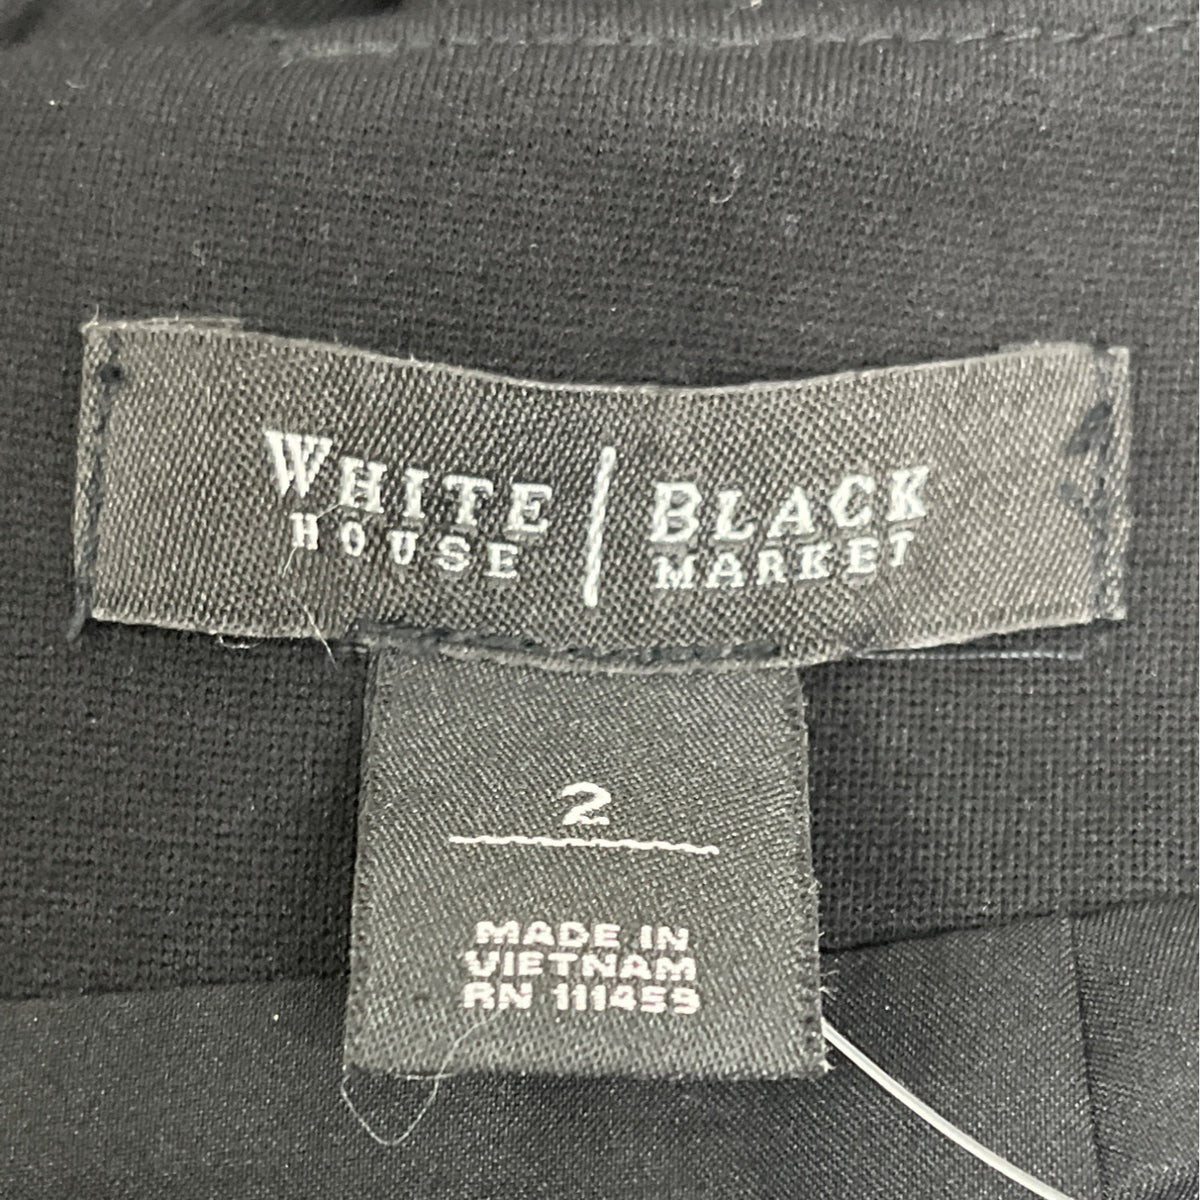 WHITE | BLACK
HOUSE | MARKET
2
MADE IN
VIETNAM
RN 111459